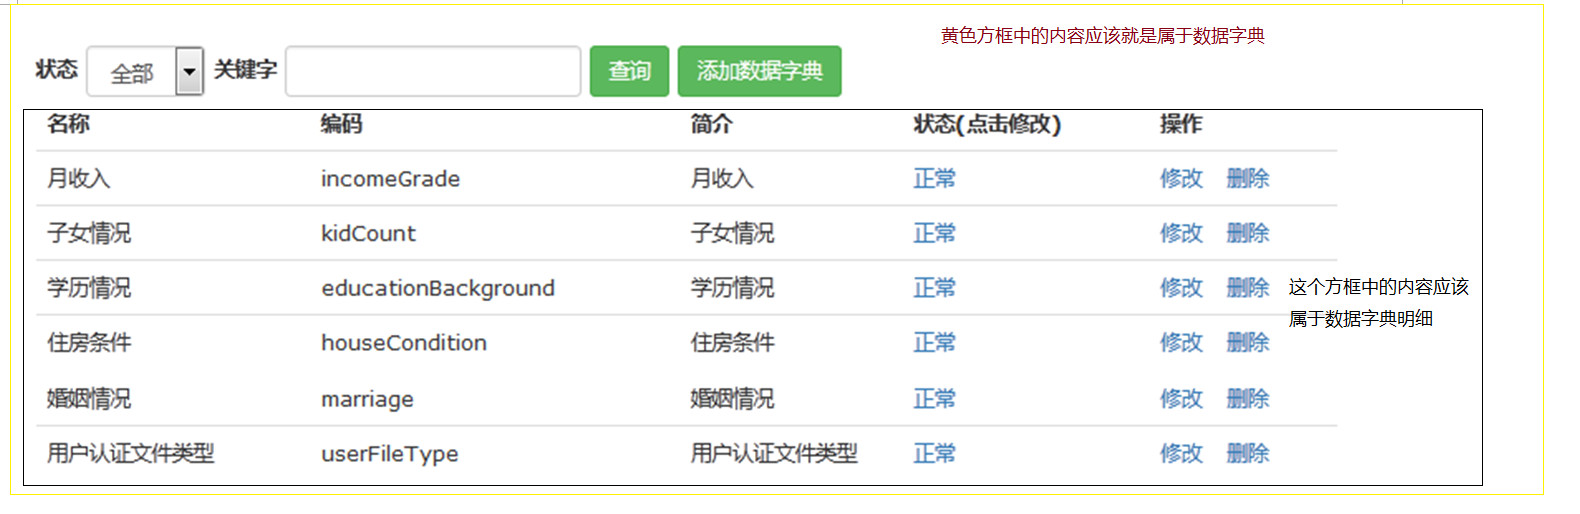 黄色方框中的内容应该就是属于数据字典
状态 全部 关键字 查询 添加数据字典
名称 编码 简介 状态(点击修改) 操作
月收入 incomeGrade 月收入 正常 修改 删除
子女情况 kidCount 子女情况 正常 修改 删除
学历情况 educationBackground 学历情况 正常 修改 删除
这个方框中的内容应该
属于数据字典明细
住房条件 houseCondition 住房条件 正常 修改 删除
婚姻情况 marriage 婚姻情况 正常 修改 删除
用户认证文件类型 userFileType 用户认证文件类型 正常 修改 删除